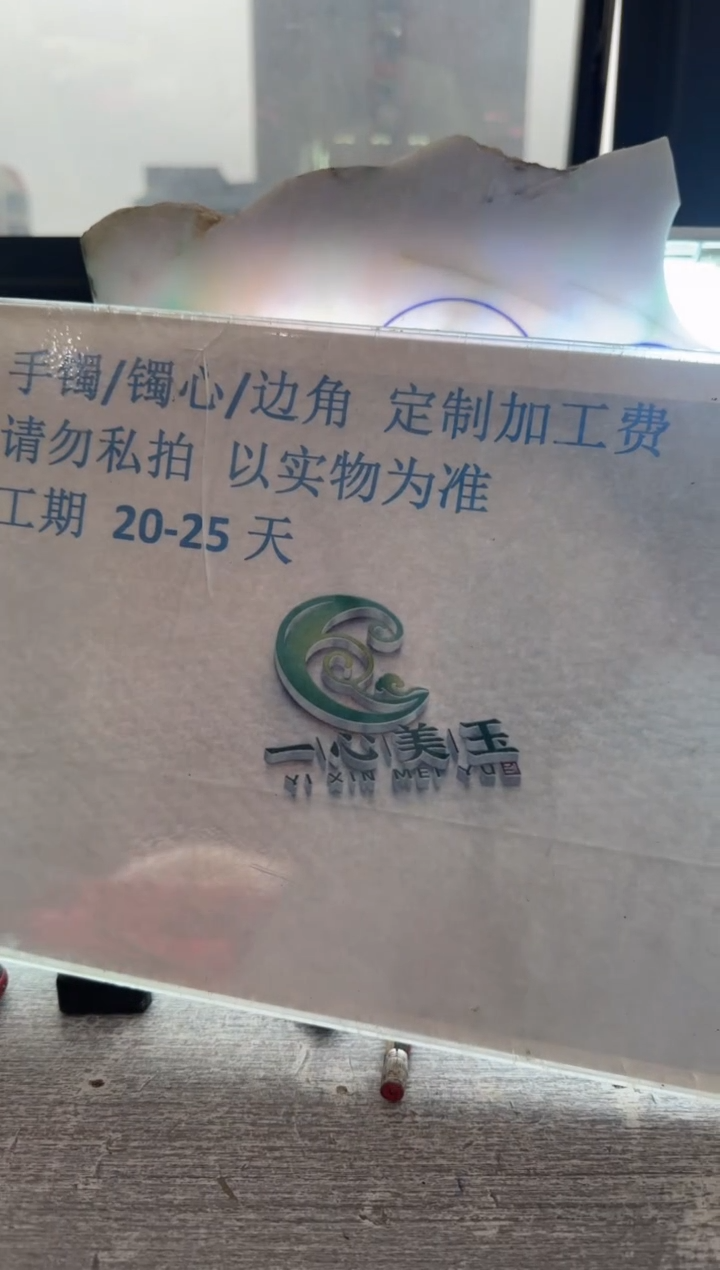 手镯/镯心/边角 定制加工费
请勿私拍 以实物为准
工期 20-25 天
一心美玉
YI XIN MEI YUE